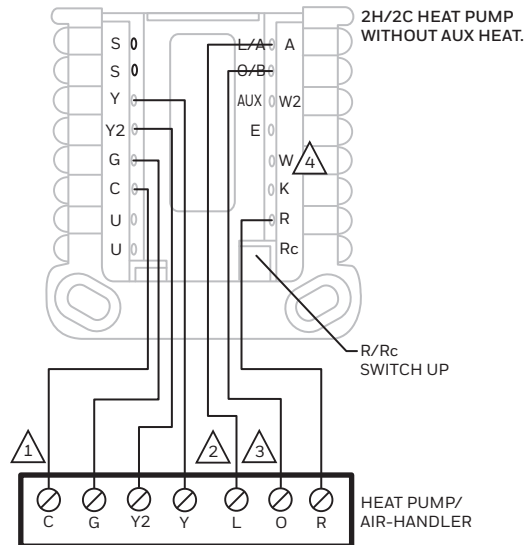 2H/2C HEAT PUMP
WITHOUT AUX HEAT.
S
S
Y
Y2
G
C
U
U
L/A A
O/B
AUX W2
E
W
K
R
Rc
4
R/Rc
SWITCH UP
1
2
3
C G Y2 Y L O R
HEAT PUMP/
AIR-HANDLER